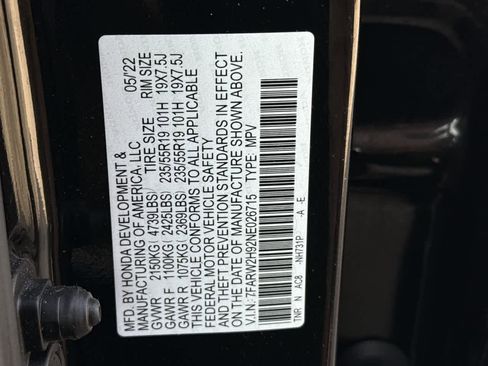 MFD. BY HONDA DEVELOPMENT & 05/'22
MANUFACTURING OF AMERICA, LLC
TIRE SIZE RIM SIZE
GVWR 2150KG( 4739LBS)
GAWR F 1100KG( 2425LBS) 235/55R19 101H 19X7.5J
GAWR R 1075KG( 2369LBS) 235/55R19 101H 19X7.5J
THIS VEHICLE CONFORMS TO ALL APPLICABLE
FEDERAL MOTOR VEHICLE SAFETY
AND THEFT PREVENTION STANDARDS IN EFFECT
ON THE DATE OF MANUFACTURE SHOWN ABOVE.
V.I.N.: 7FARW2H92NE026715 TYPE: MPV
TNR N AC8 -NH731P -A -E